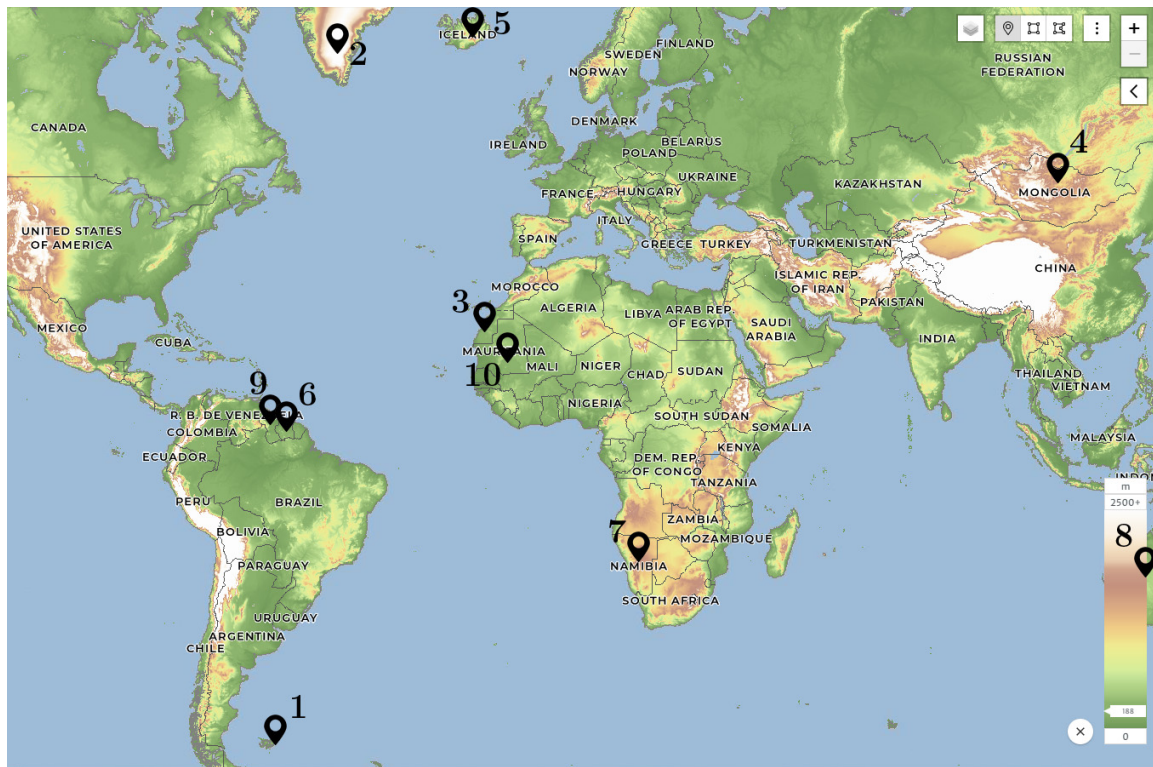 5
ICELAND
2
FINLAND
SWEDEN
NORWAY
RUSSIAN
FEDERATION
+
−
CANADA
DENMARK
IRELAND
BELARUS
POLAND
4
UKRAINE
FRANCE
HUNGARY
KAZAKHSTAN
MONGOLIA
UNITED STATES
OF AMERICA
ITALY
SPAIN
GREECE
TURKEY
TURKMENISTAN
CHINA
ISLAMIC REP.
OF IRAN
PAKISTAN
MOROCCO
3
ALGERIA
LIBYA
ARAB REP.
OF EGYPT
SAUDI
ARABIA
MEXICO
CUBA
INDIA
MAURITANIA
10
MALI
NIGER
CHAD
SUDAN
THAILAND
VIETNAM
9
6
R. B. DE VENEZUELA
COLOMBIA
NIGERIA
SOUTH SUDAN
SOMALIA
MALAYSIA
ECUADOR
KENYA
DEM. REP.
OF CONGO
TANZANIA
PERU
BRAZIL
m
2500+
ZAMBIA
7
BOLIVIA
MOZAMBIQUE
8
PARAGUAY
NAMIBIA
SOUTH AFRICA
URUGUAY
ARGENTINA
CHILE
1
188
0